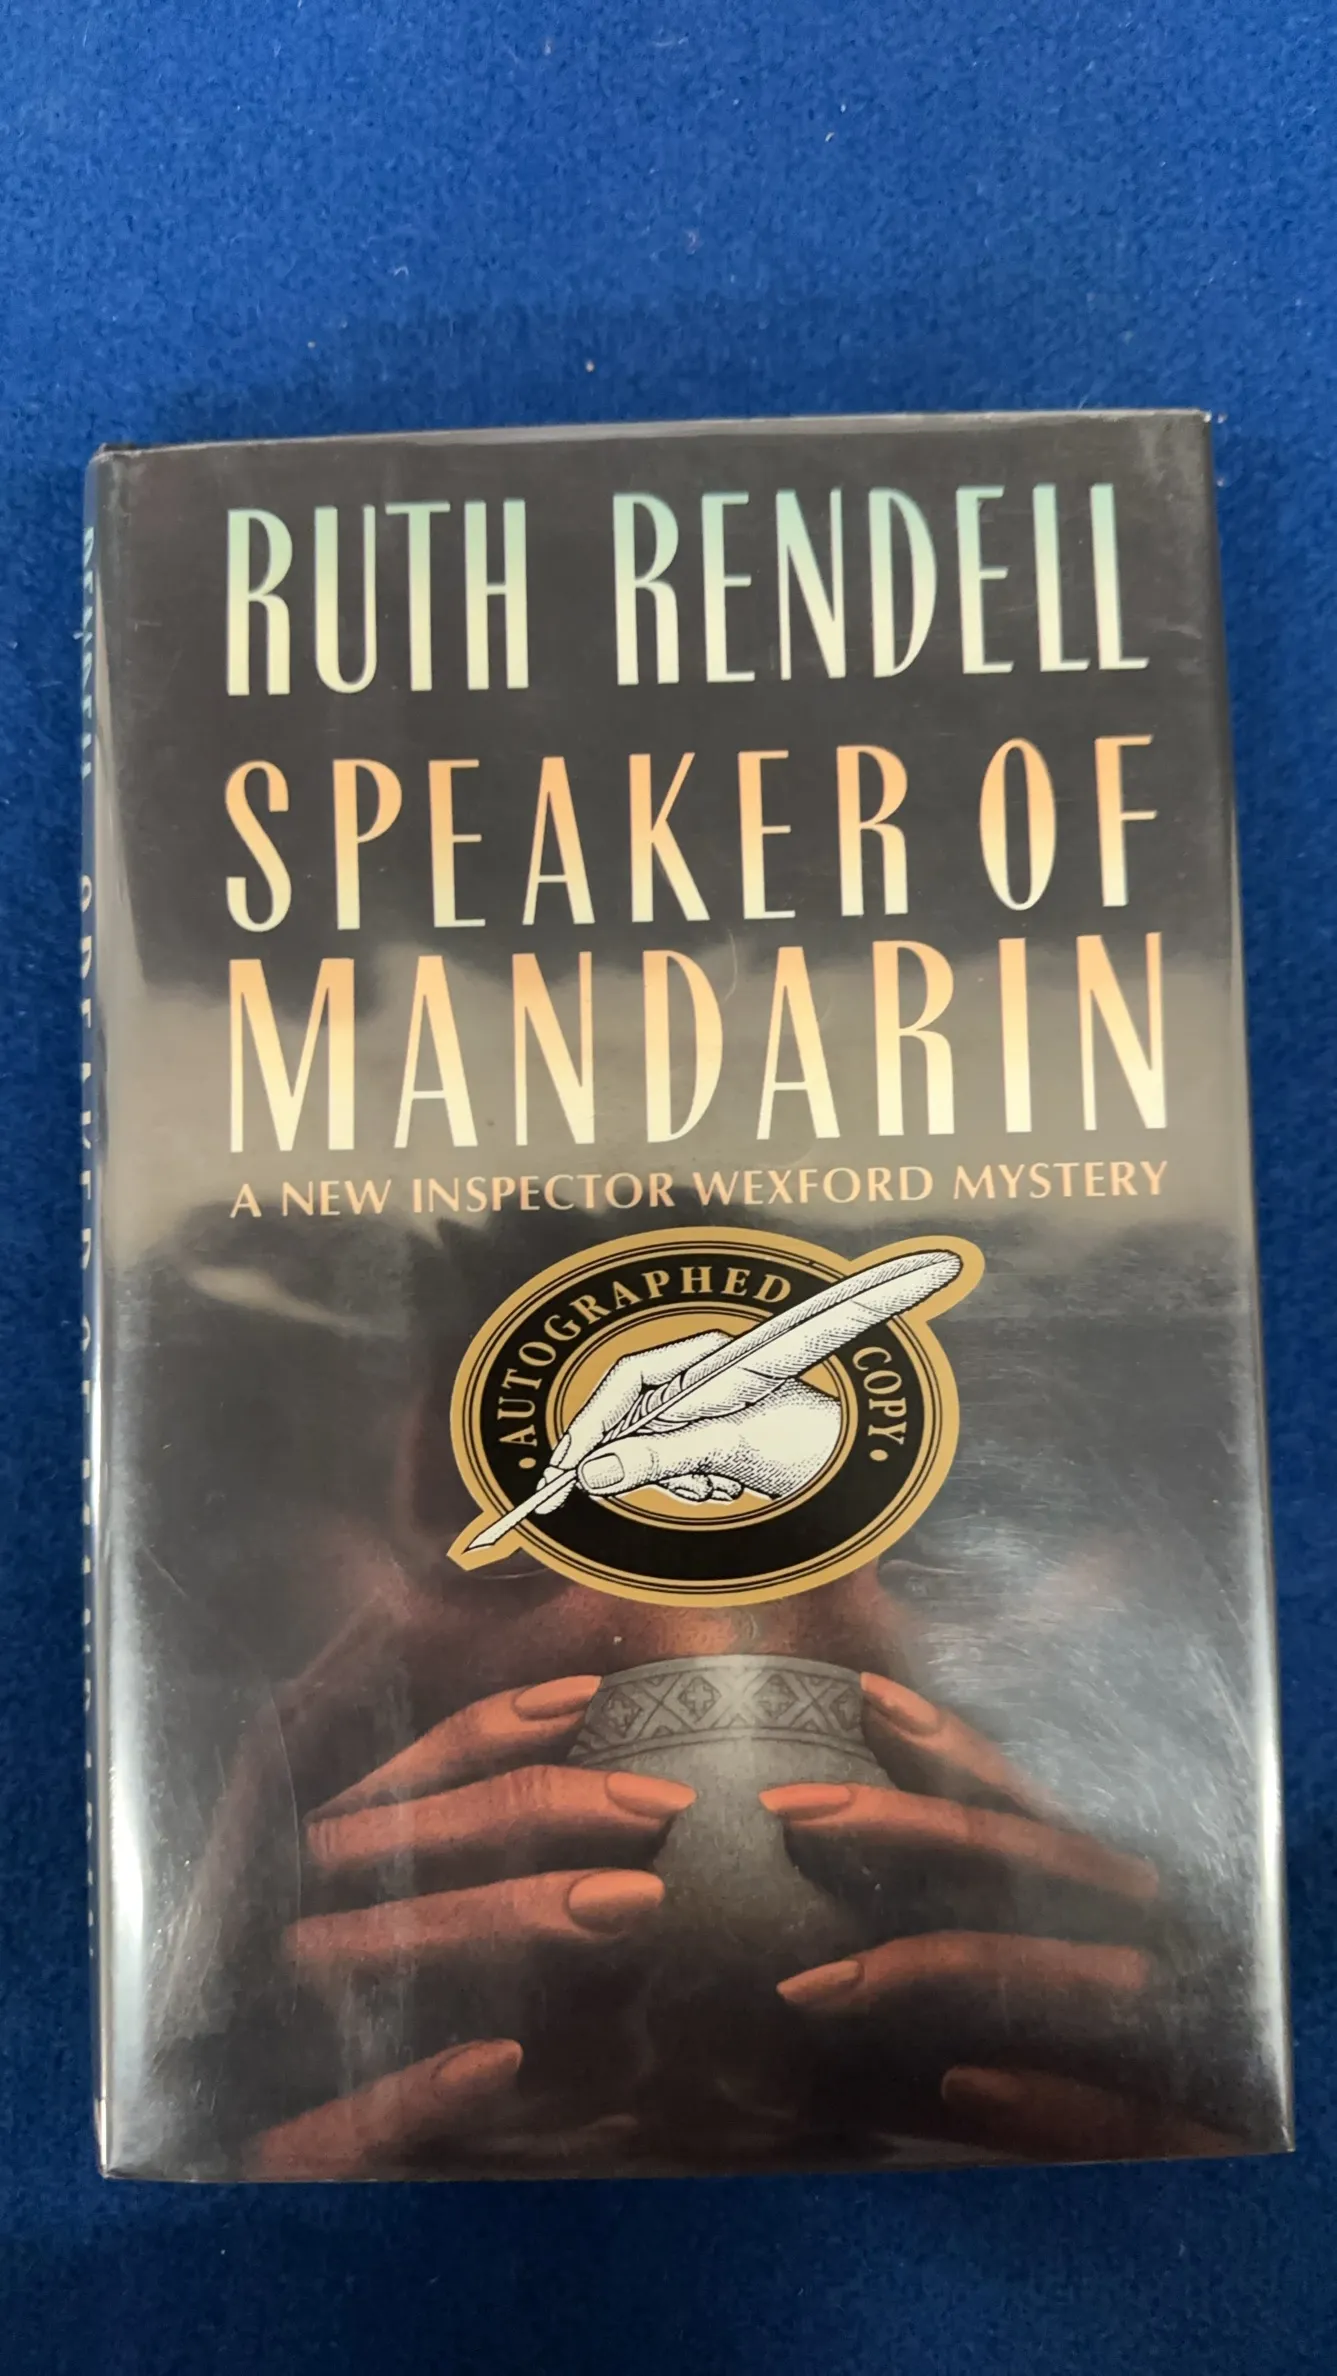 RUTH RENDELL
SPEAKER OF
MANDARIN
A NEW INSPECTOR WEXFORD MYSTERY
• AUTOGRAPHED COPY •